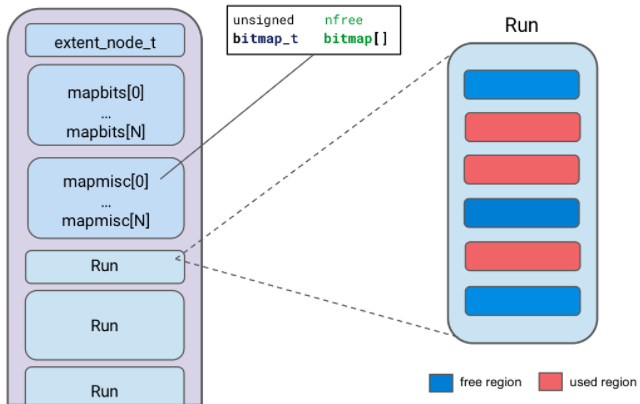 extent_node_t
mapbits[0]
...
mapbits[N]
mapmisc[0]
...
mapmisc[N]
Run
Run
Run
unsigned nfree
bitmap_t bitmap[]
Run
free region
used region